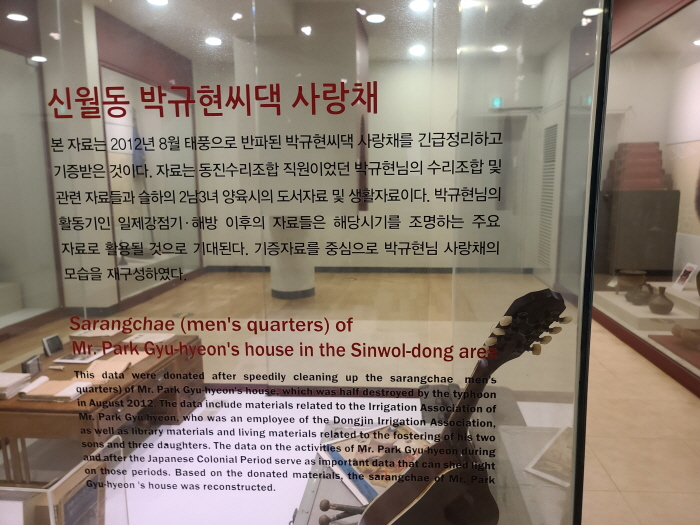 신월동 박규현씨댁 사랑채
본 자료는 2012년 8월 태풍으로 반파된 박규현씨댁 사랑채를 긴급정리하고
기증받은 것이다. 자료는 동진수리조합 직원이었던 박규현님의 수리조합 및
관련 자료들과 슬하의 2남3녀 양육시의 도서자료 및 생활자료이다. 박규현님의
활동기인 일제강점기·해방 이후의 자료들은 해당시기를 조명하는 주요
자료로 활용될 것으로 기대된다. 기증자료를 중심으로 박규현님 사랑채의
모습을 재구성하였다.
Sarangchae (men's quarters) of
Mr. Park Gyu-hyeon's house in the Sinwol-dong area
This data were donated after speedily cleaning up the sarangchae men's
quarters) of Mr. Park Gyu-hyeon's house, which was half destroyed by the typhoon
in August 2012. The data include materials related to the Irrigation Association of
Mr. Park Gyu-hyeon, who was an employee of the Dongjin Irrigation Association,
as well as library materials and living materials related to the fostering of his two
sons and three daughters. The data on the activities of Mr. Park Gyu-hyeon during
and after the Japanese Colonial Period serve as important data that can shed light
on those periods. Based on the donated materials, the sarangchae of Mr. Park
Gyu-hyeon 's house was reconstructed.